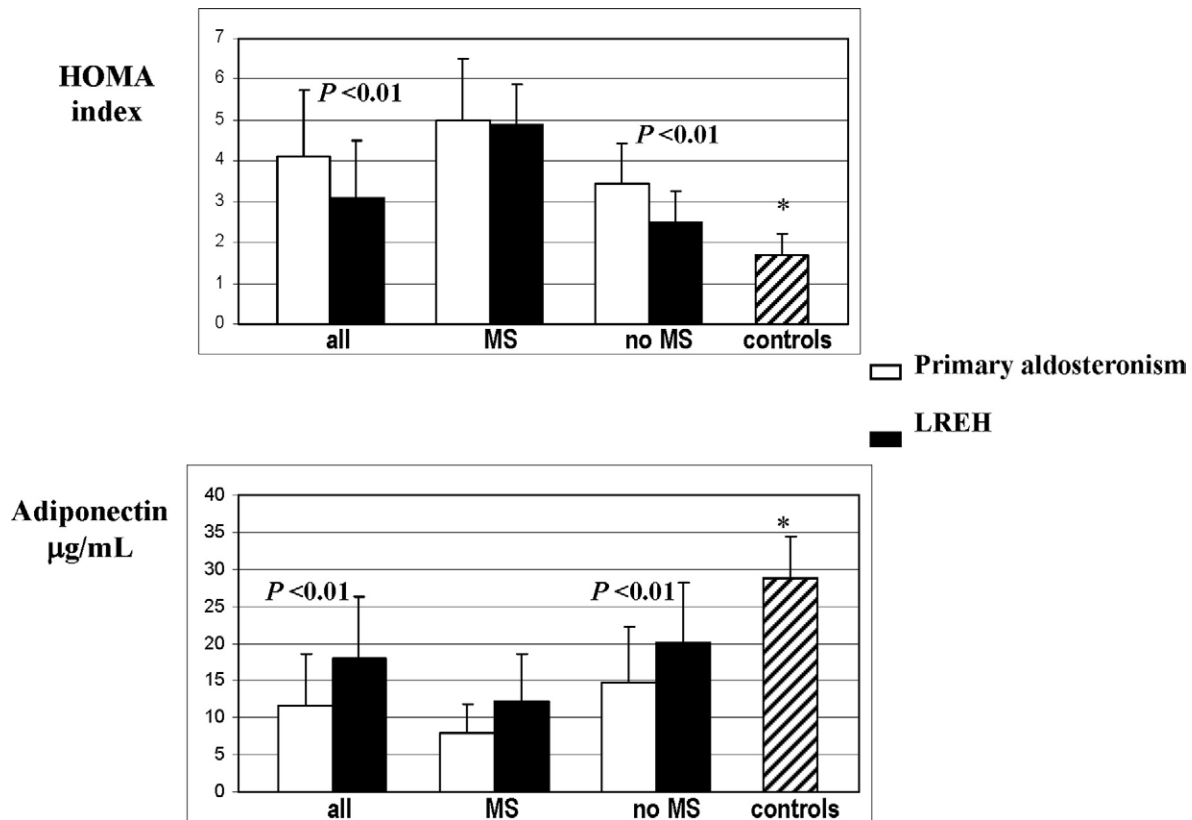 HOMA
index
7
6
5
4
3
2
1
0
P <0.01
P <0.01
*
all MS no MS controls
Primary aldosteronism
LREH
Adiponectin
μg/mL
40
35
30
25
20
15
10
5
0
P <0.01
P <0.01
*
all MS no MS controls